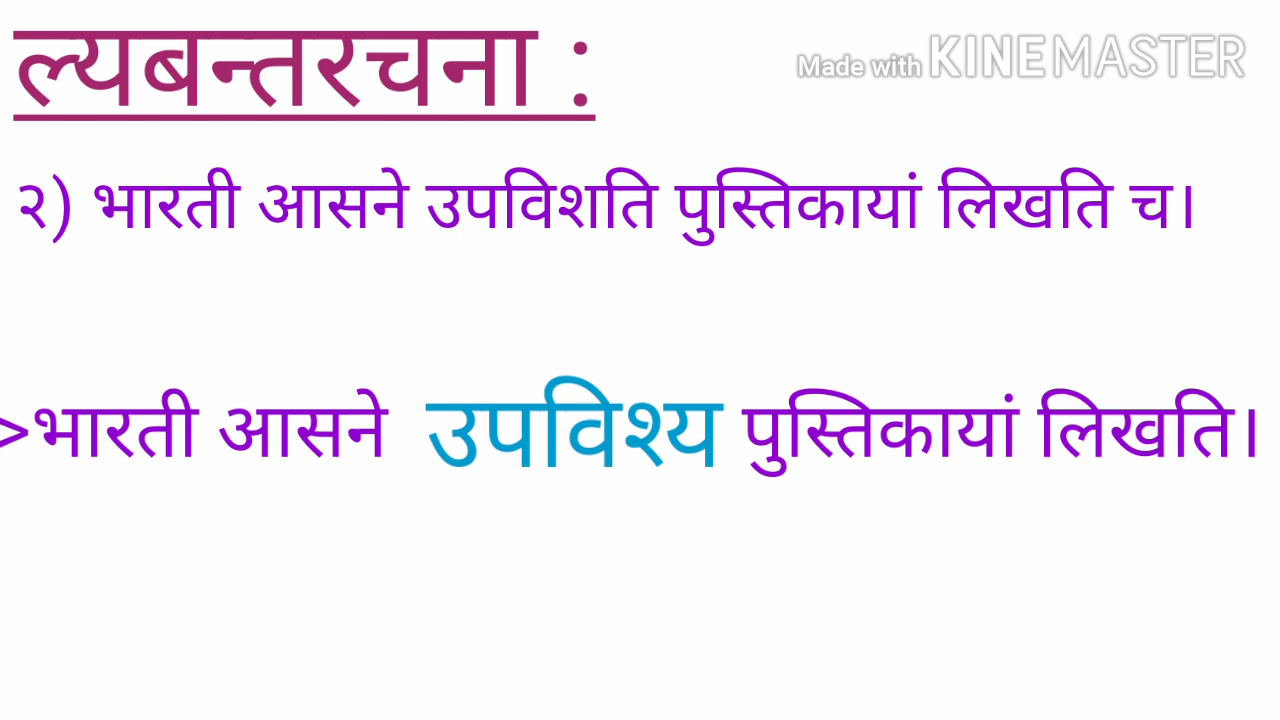 ल्यबन्तरचना :
Made with KINEMASTER
२) भारती आसने उपविशति पुस्तिकायां लिखति च।
>भारती आसने उपविश्य पुस्तिकायां लिखति।